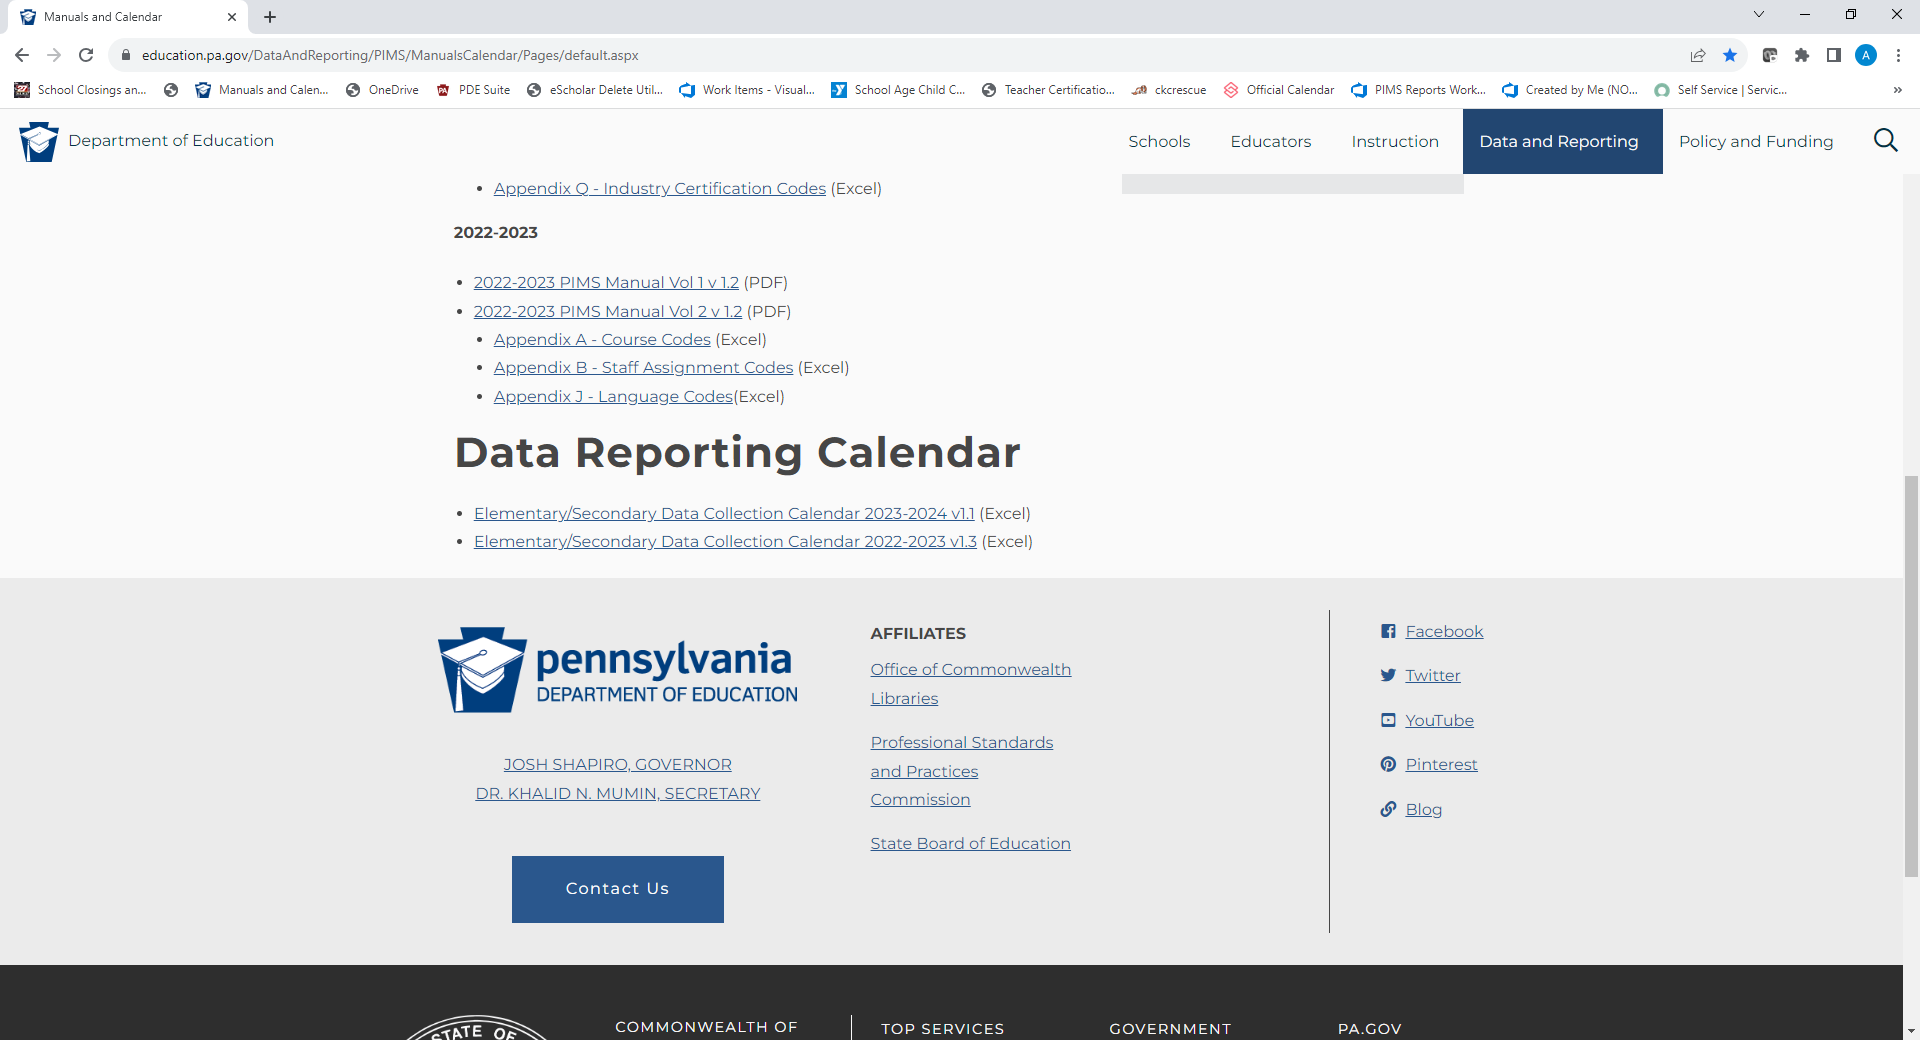 Manuals and Calendar
education.pa.gov/DataAndReporting/PIMS/ManualsCalendar/Pages/default.aspx
A
School Closings an...
Manuals and Calen...
OneDrive
PA
PDE Suite
eScholar Delete Util...
Work Items - Visual...
School Age Child C...
Teacher Certificatio...
ckcrescue
Official Calendar
PIMS Reports Work...
Created by Me (NO...
Self Service | Servic...
»
Department of Education
Schools
Educators
Instruction
Data and Reporting
Policy and Funding
• Appendix Q - Industry Certification Codes (Excel)
2022-2023
• 2022-2023 PIMS Manual Vol 1 v 1.2 (PDF)
• 2022-2023 PIMS Manual Vol 2 v 1.2 (PDF)
• Appendix A - Course Codes (Excel)
• Appendix B - Staff Assignment Codes (Excel)
• Appendix J - Language Codes(Excel)
Data Reporting Calendar
• Elementary/Secondary Data Collection Calendar 2023-2024 v1.1 (Excel)
• Elementary/Secondary Data Collection Calendar 2022-2023 v1.3 (Excel)
pennsylvania
DEPARTMENT OF EDUCATION
JOSH SHAPIRO, GOVERNOR
DR. KHALID N. MUMIN, SECRETARY
Contact Us
AFFILIATES
Office of Commonwealth
Libraries
Professional Standards
and Practices
Commission
State Board of Education
Facebook
Twitter
YouTube
Pinterest
Blog
STATE OF
COMMONWEALTH OF
TOP SERVICES
GOVERNMENT
PA.GOV